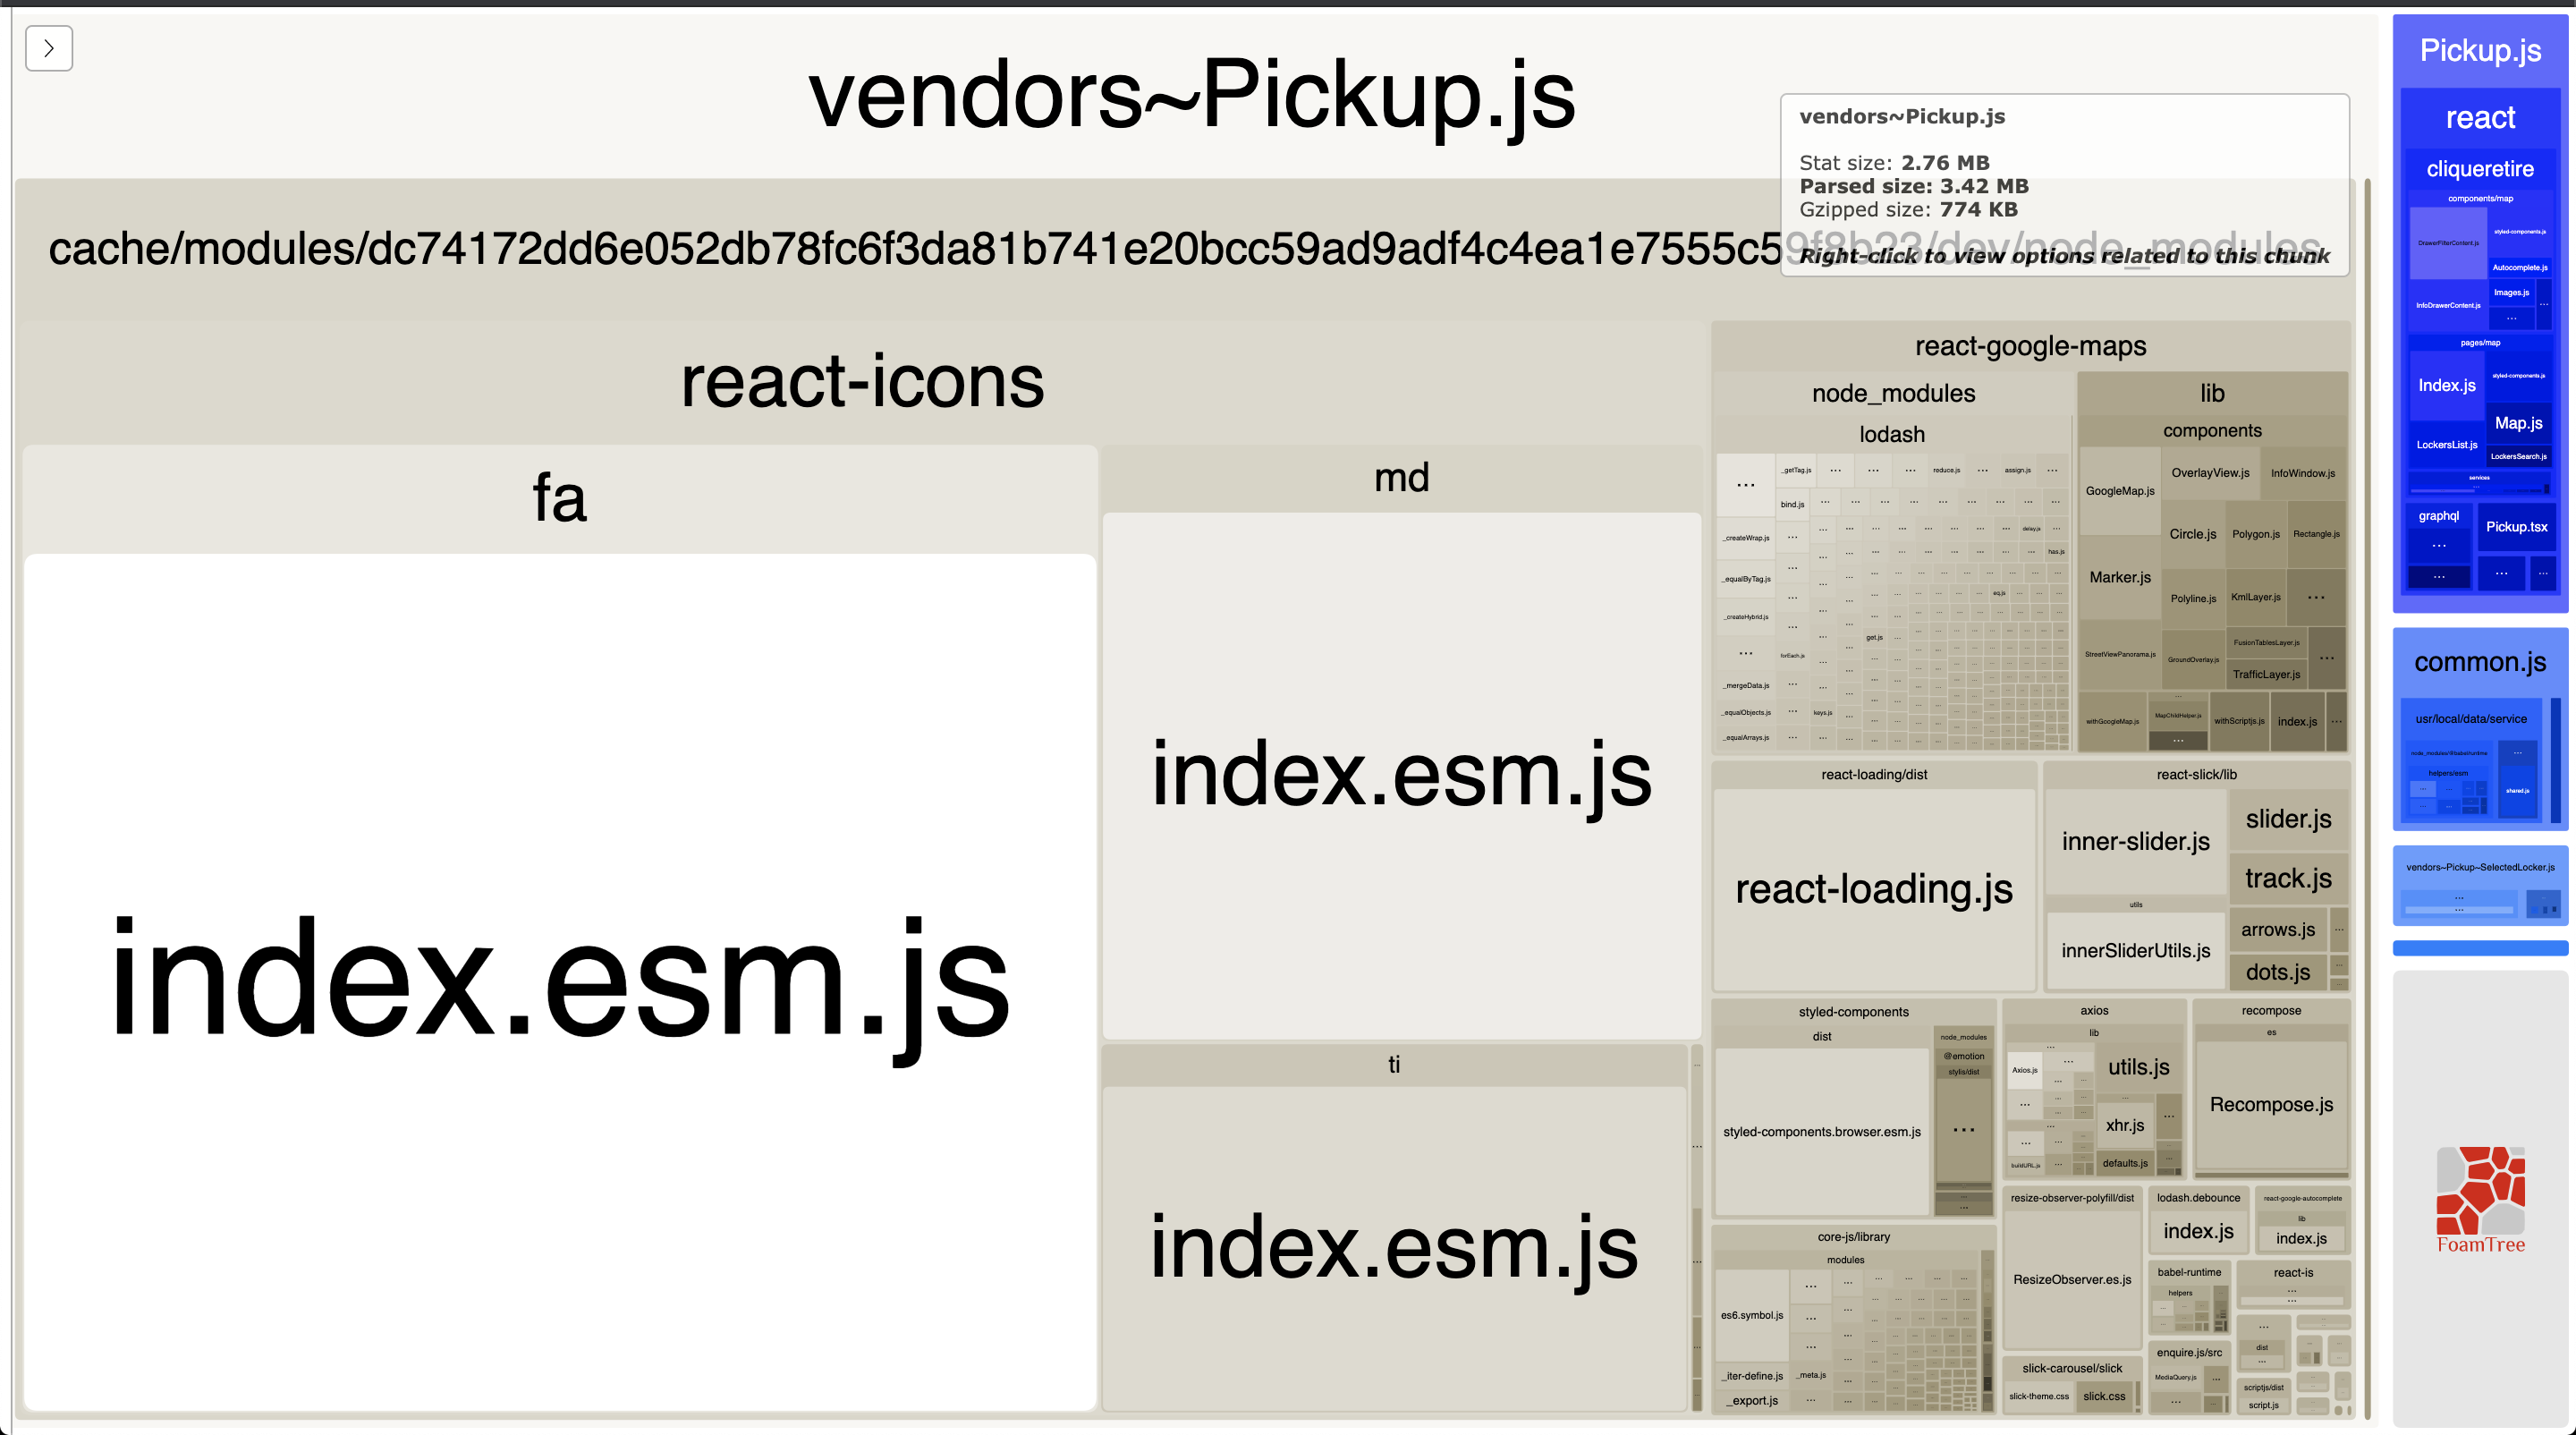 vendors~Pickup.js
vendors~Pickup.js
Stat size: 2.76 MB
Parsed size: 3.42 MB
Gzipped size: 774 KB
Right-click to view options related to this chunk
cache/modules/dc74172dd6e052db78fc6f3da81b741e20bcc59ad9adf4c4ea1e7555c59f8b23/dev/node_modules
react-icons
fa
index.esm.js
md
index.esm.js
ti
index.esm.js
react-google-maps
node_modules
lodash
...
_getTag.js
reduce.js
assign.js
bind.js
_createWrap.js
delay.js
has.js
_equalByTag.js
eq.js
_createHybrid.js
get.js
forEach.js
_mergeData.js
_equalObjects.js
keys.js
_equalArrays.js
lib
components
GoogleMap.js
OverlayView.js
InfoWindow.js
Circle.js
Polygon.js
Rectangle.js
Marker.js
Polyline.js
KmlLayer.js
...
StreetViewPanorama.js
GroundOverlay.js
FusionTablesLayer.js
TrafficLayer.js
...
withGoogleMap.js
MapChildHelper.js
...
withScriptjs.js
index.js
...
react-loading/dist
react-loading.js
react-slick/lib
inner-slider.js
slider.js
track.js
utils
innerSliderUtils.js
arrows.js
dots.js
styled-components
dist
styled-components.browser.esm.js
node_modules
@emotion
stylis/dist
...
axios
lib
Axios.js
utils.js
xhr.js
buildURL.js
defaults.js
recompose
es
Recompose.js
core-js/library
modules
es6.symbol.js
_iter-define.js
_meta.js
_export.js
resize-observer-polyfill/dist
ResizeObserver.es.js
lodash.debounce
index.js
react-google-autocomplete
lib
index.js
babel-runtime
helpers
react-is
slick-carousel/slick
slick-theme.css
slick.css
enquire.js/src
MediaQuery.js
dist
scriptjs/dist
script.js
Pickup.js
react
cliqueretire
components/map
DrawerFilterContent.js
styled-components.js
Autocomplete.js
InfoDrawerContent.js
Images.js
pages/map
Index.js
styled-components.js
Map.js
LockersList.js
LockersSearch.js
services
graphql
...
Pickup.tsx
...
common.js
usr/local/data/service
node_modules/@babel/runtime
helpers/esm
shared.js
vendors~Pickup~SelectedLocker.js
FoamTree